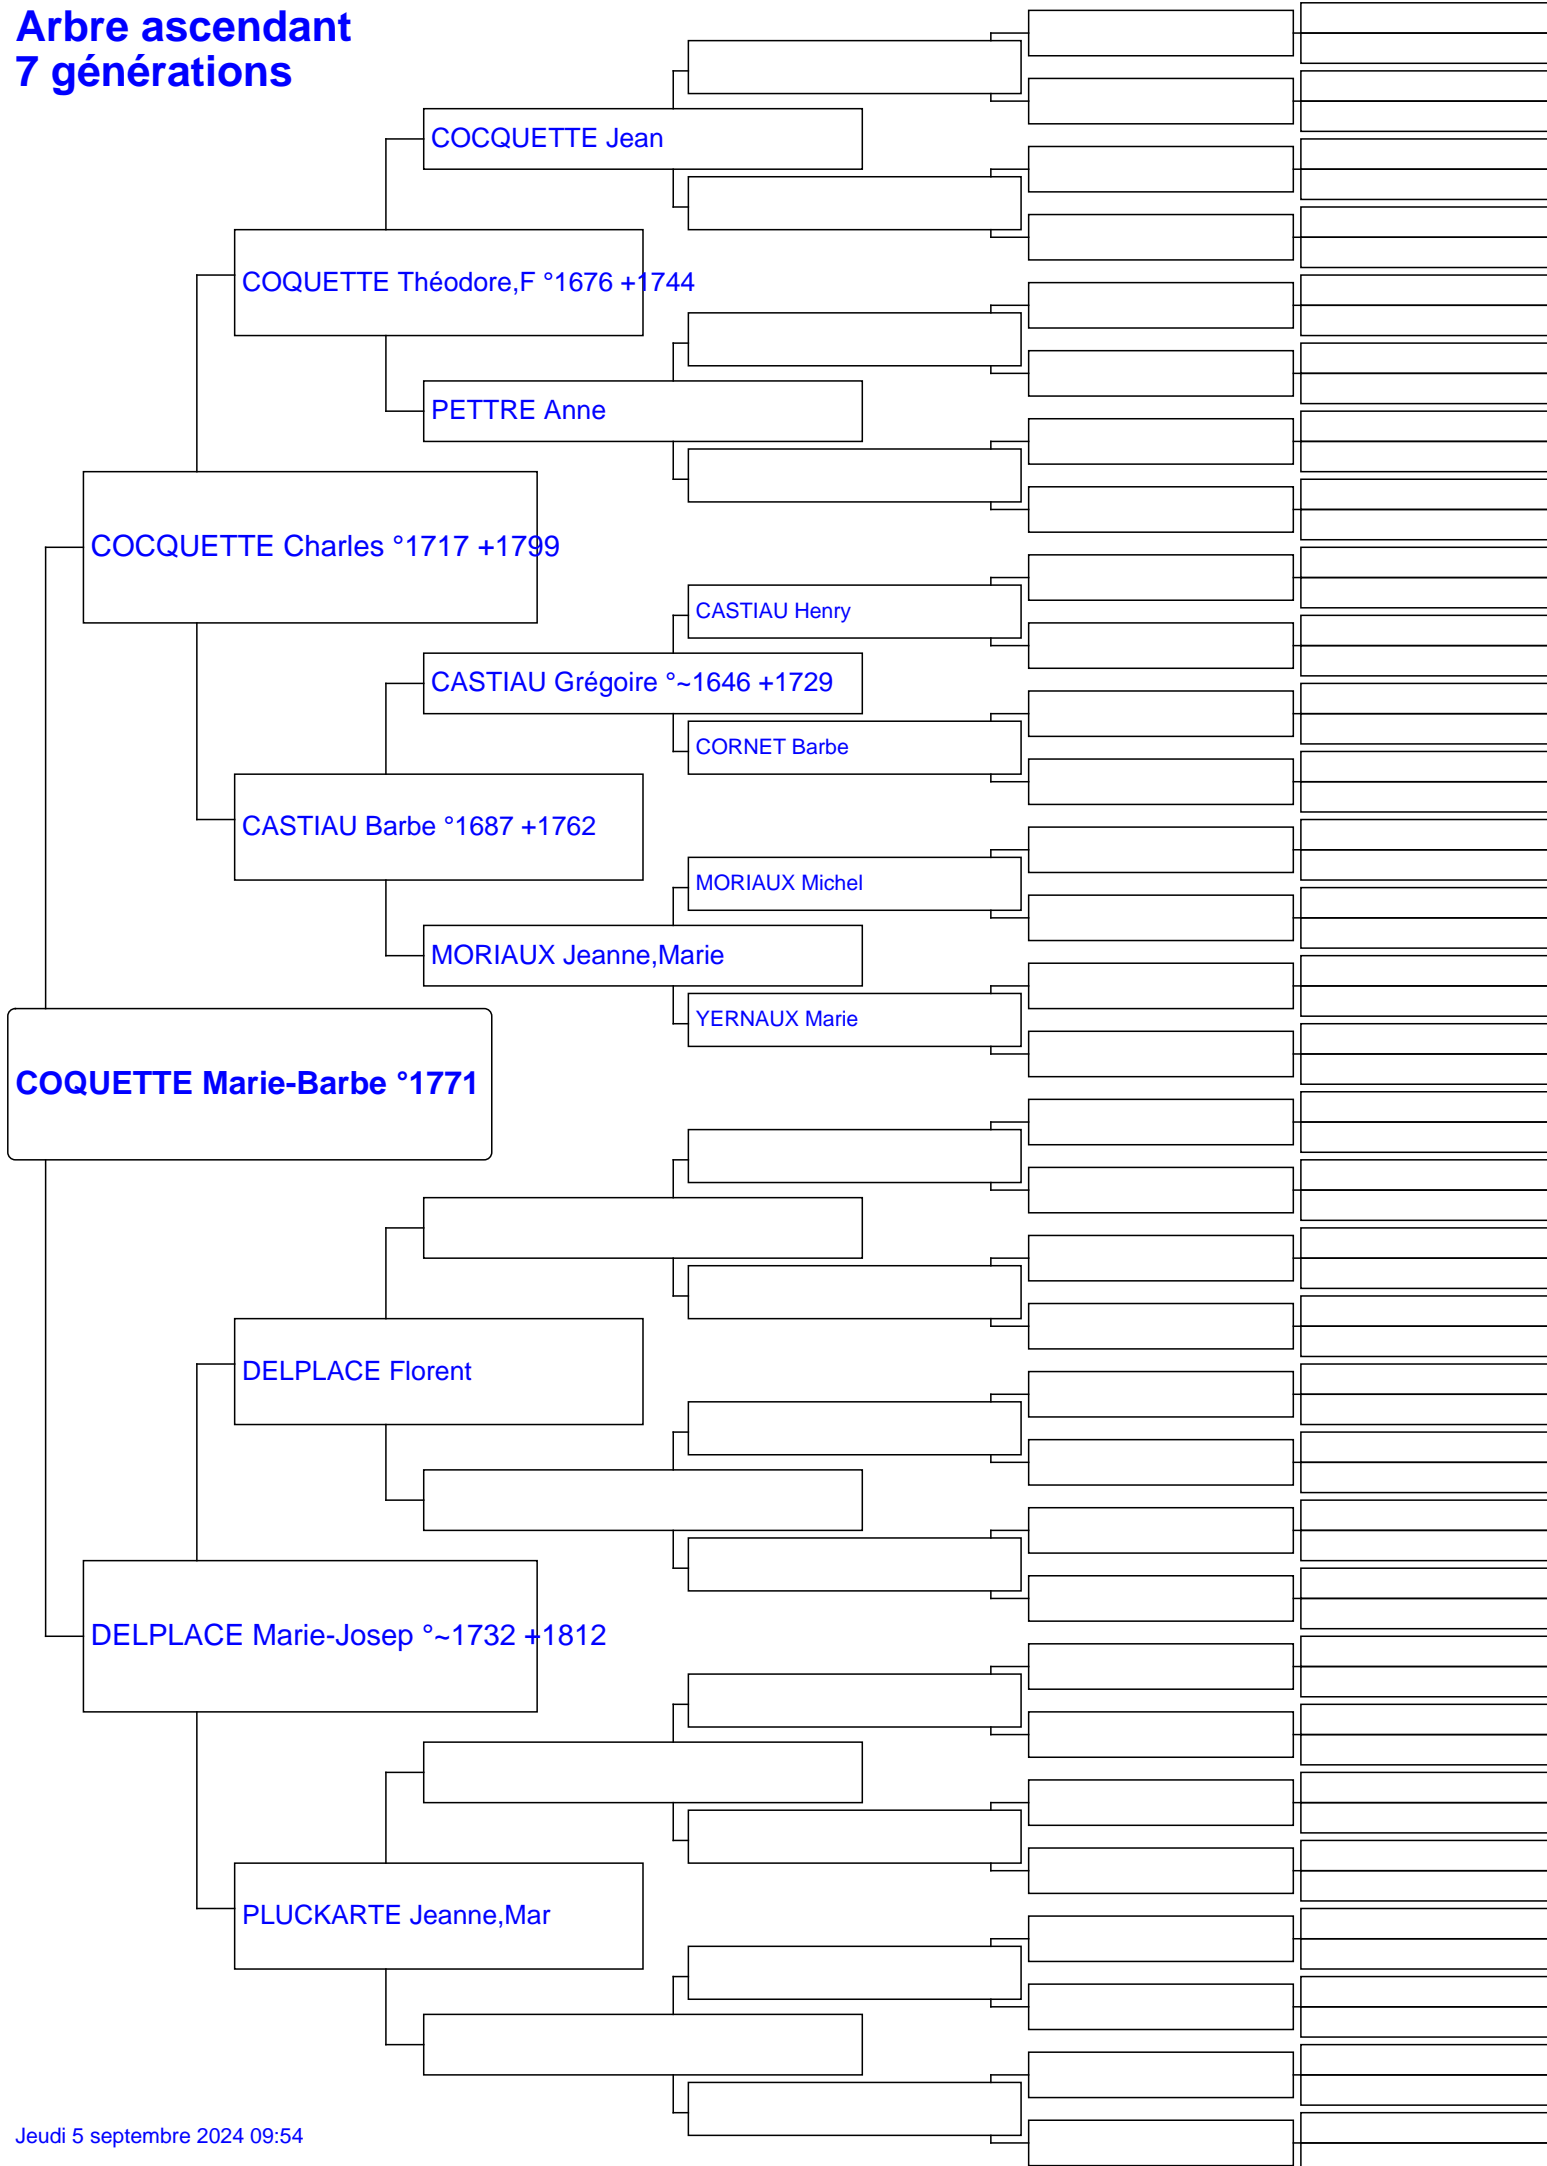 Arbre ascendant
7 générations
COCQUETTE Jean
COQUETTE Théodore,F °1676 +1744
PETTRE Anne
COCQUETTE Charles °1717 +1799
CASTIAU Henry
CASTIAU Grégoire °~1646 +1729
CORNET Barbe
CASTIAU Barbe °1687 +1762
MORIAUX Michel
MORIAUX Jeanne,Marie
YERNAUX Marie
COQUETTE Marie-Barbe °1771
DELPLACE Florent
DELPLACE Marie-Josep °~1732 +1812
PLUCKARTE Jeanne,Mar
Jeudi 5 septembre 2024 09:54